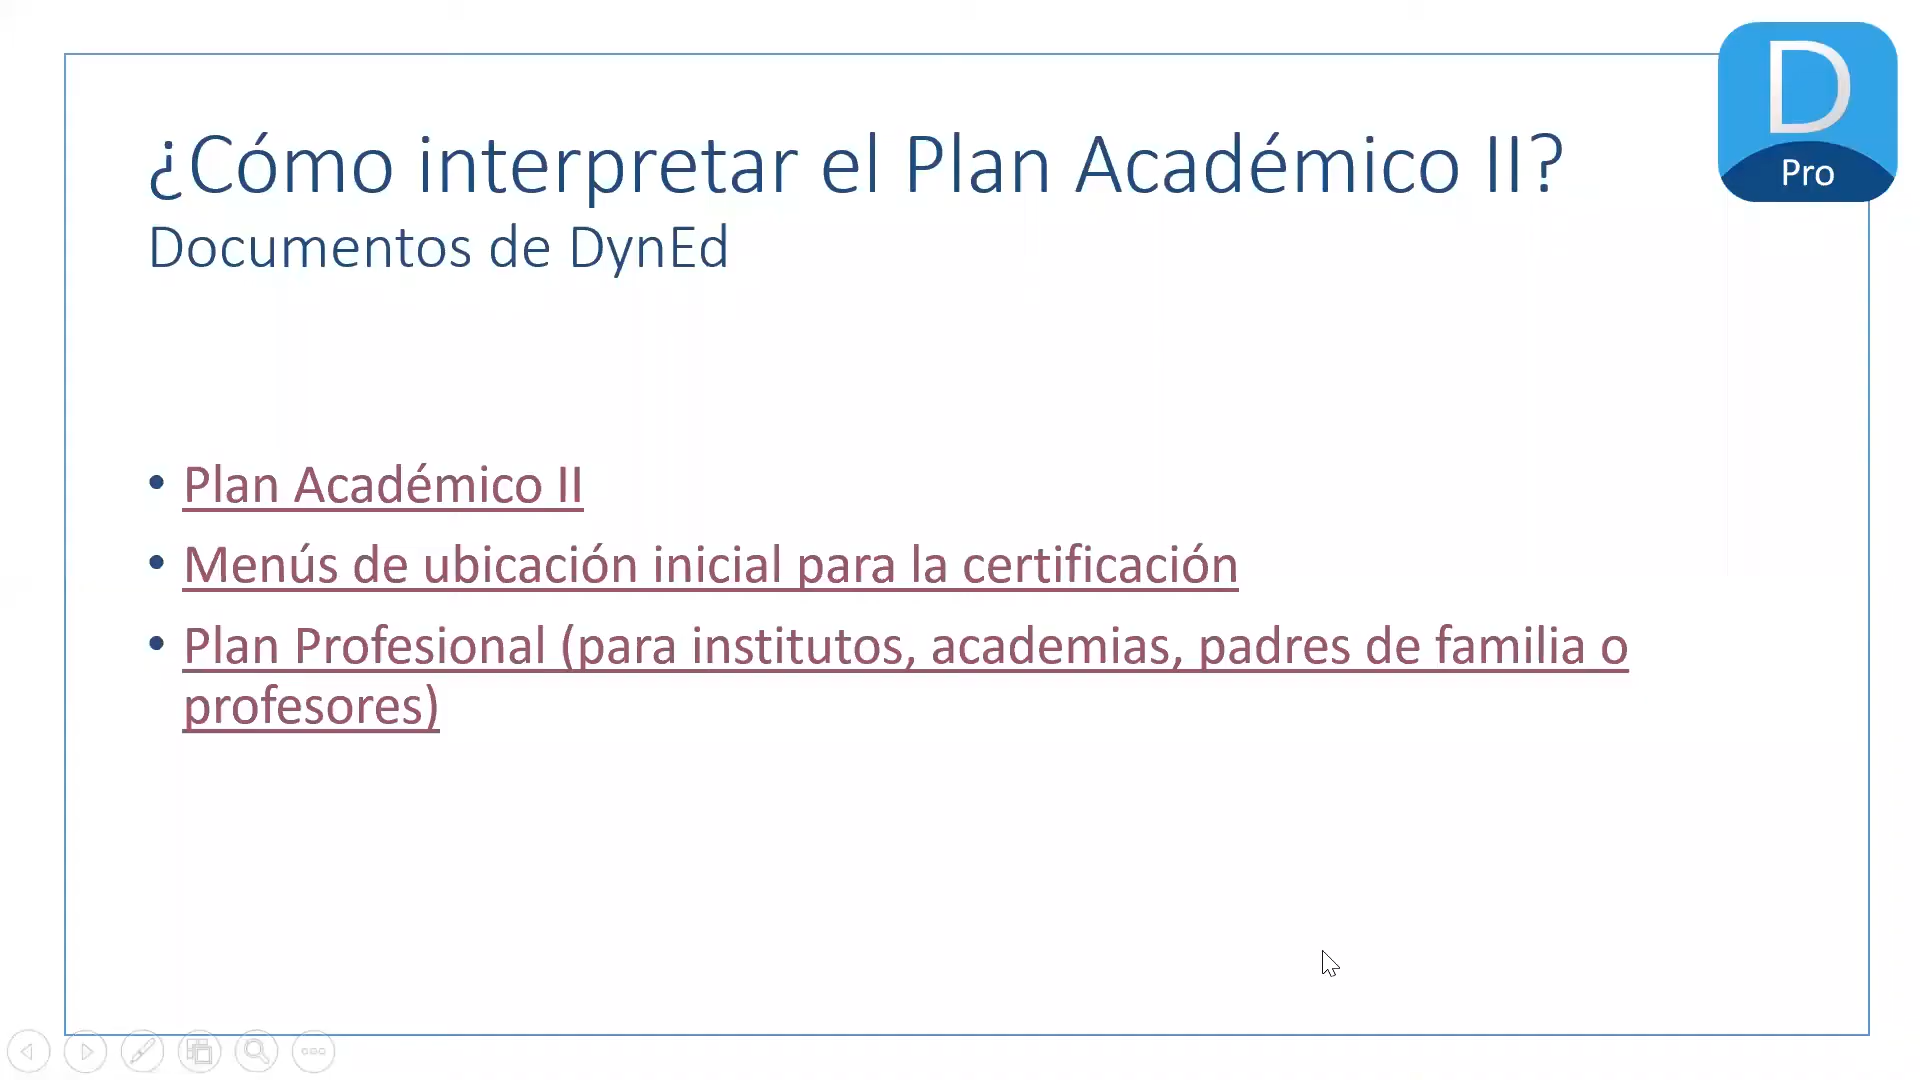 D
Pro
¿Cómo interpretar el Plan Académico II?
Documentos de DynEd
• Plan Académico II
• Menús de ubicación inicial para la certificación
• Plan Profesional (para institutos, academias, padres de familia o
profesores)